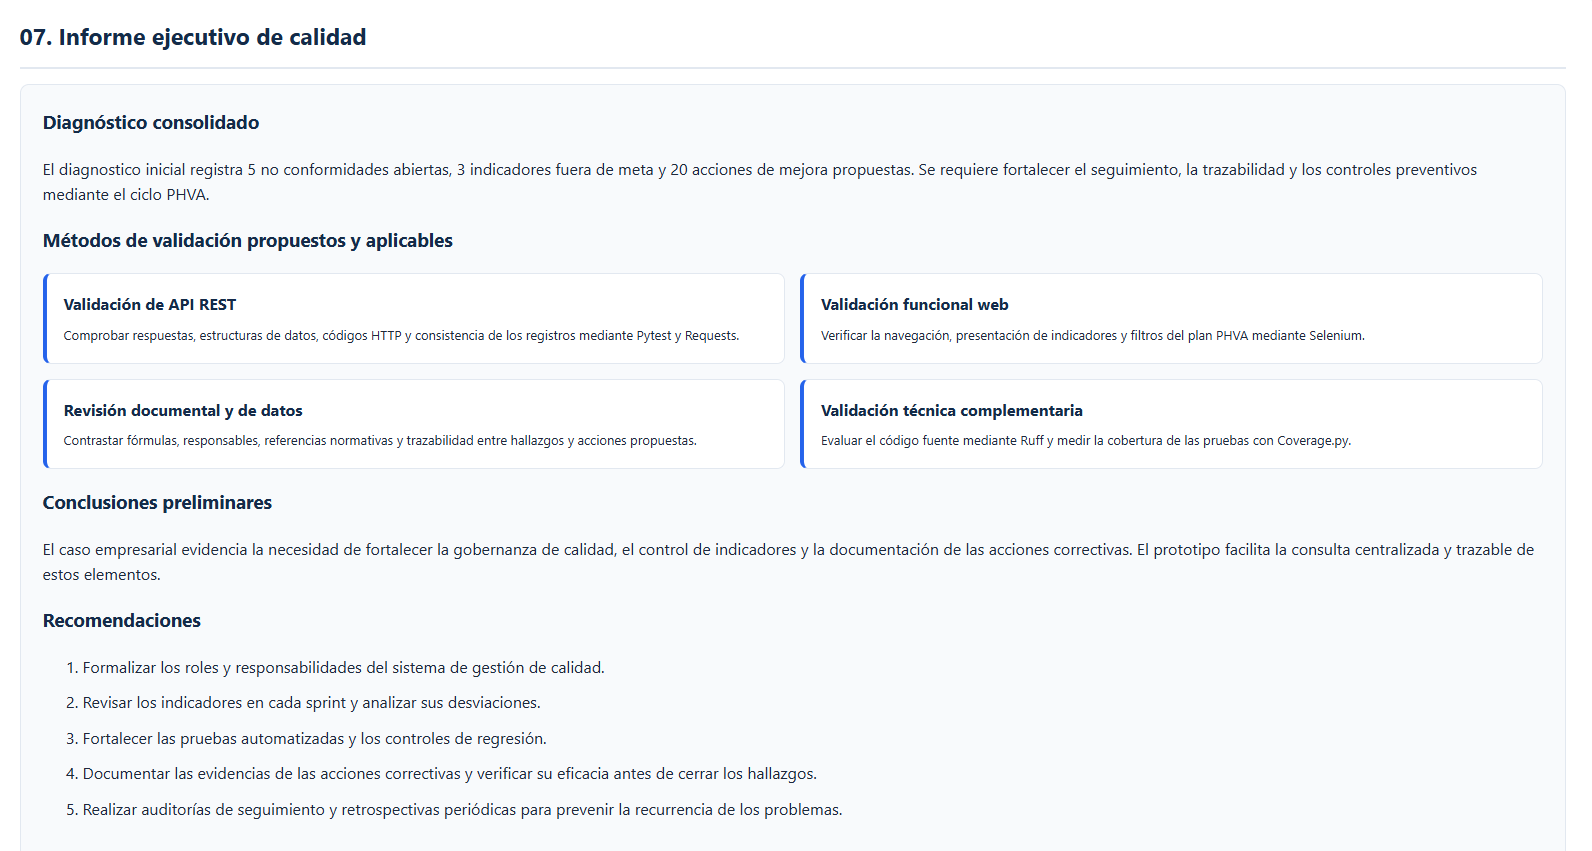 07. Informe ejecutivo de calidad
Diagnóstico consolidado
El diagnostico inicial registra 5 no conformidades abiertas, 3 indicadores fuera de meta y 20 acciones de mejora propuestas. Se requiere fortalecer el seguimiento, la trazabilidad y los controles preventivos
mediante el ciclo PHVA.
Métodos de validación propuestos y aplicables
Validación de API REST
Comprobar respuestas, estructuras de datos, códigos HTTP y consistencia de los registros mediante Pytest y Requests.
Validación funcional web
Verificar la navegación, presentación de indicadores y filtros del plan PHVA mediante Selenium.
Revisión documental y de datos
Contrastar fórmulas, responsables, referencias normativas y trazabilidad entre hallazgos y acciones propuestas.
Validación técnica complementaria
Evaluar el código fuente mediante Ruff y medir la cobertura de las pruebas con Coverage.py.
Conclusiones preliminares
El caso empresarial evidencia la necesidad de fortalecer la gobernanza de calidad, el control de indicadores y la documentación de las acciones correctivas. El prototipo facilita la consulta centralizada y trazable de
estos elementos.
Recomendaciones
1. Formalizar los roles y responsabilidades del sistema de gestión de calidad.
2. Revisar los indicadores en cada sprint y analizar sus desviaciones.
3. Fortalecer las pruebas automatizadas y los controles de regresión.
4. Documentar las evidencias de las acciones correctivas y verificar su eficacia antes de cerrar los hallazgos.
5. Realizar auditorías de seguimiento y retrospectivas periódicas para prevenir la recurrencia de los problemas.